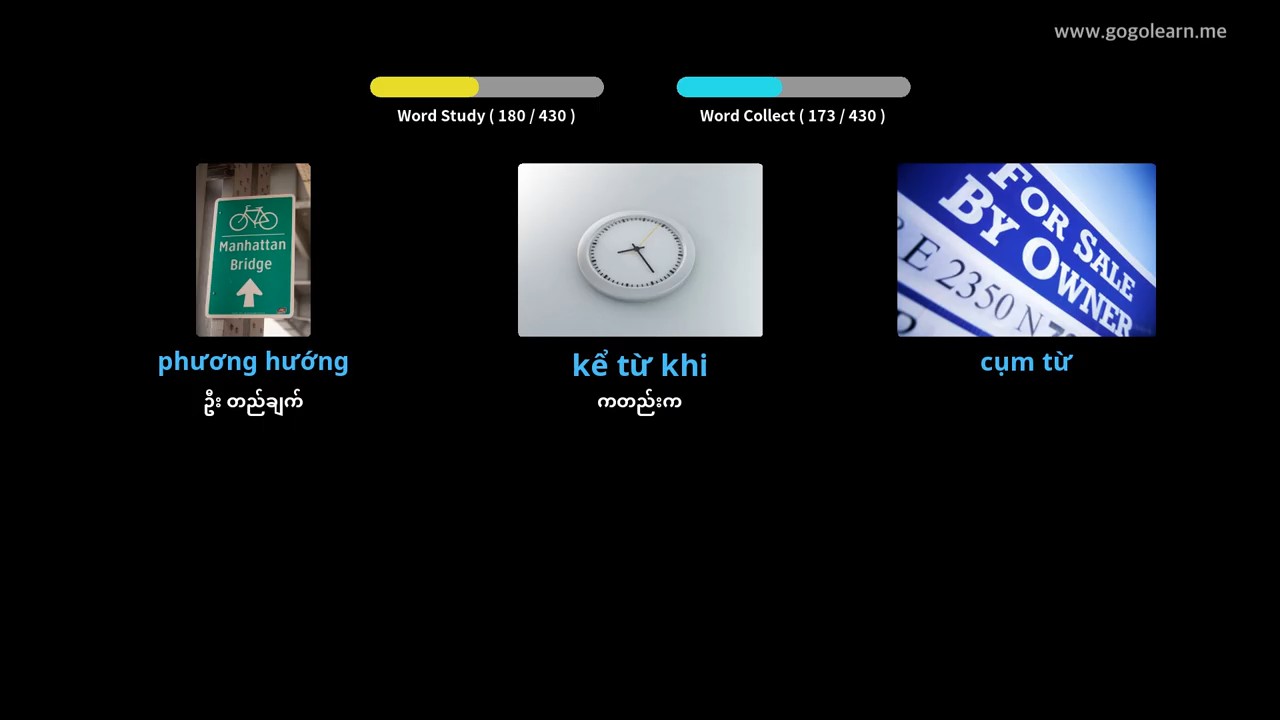 www.gogolearn.me
Word Study ( 180 / 430 )
Word Collect ( 173 / 430 )
Manhattan
Bridge
FOR SALE
BY OWNER
E 2350 N
phương hướng
kể từ khi
cụm từ
ဦး တည်ချက်
ကတည်းက